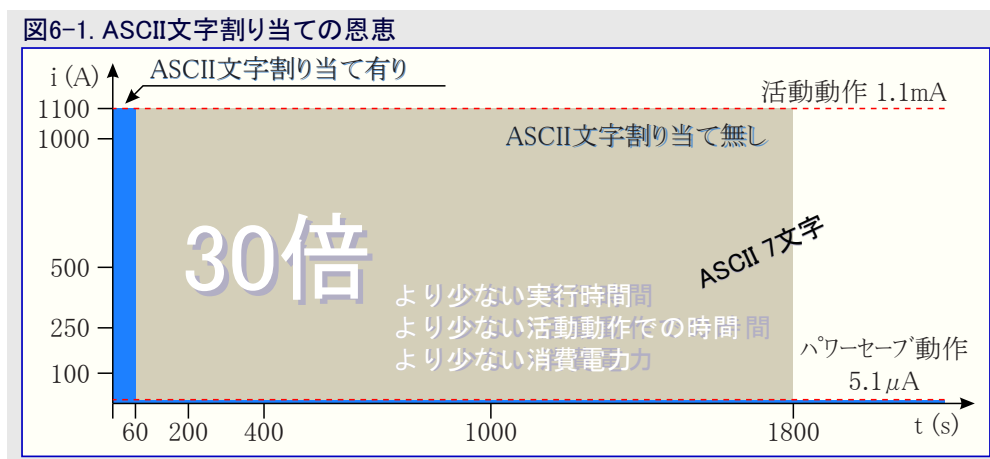 図6-1. ASCII文字割り当ての恩恵
i (A)
ASCII文字割り当て有り
活動動作 1.1mA
1100
1000
ASCII文字割り当て無し
30倍
ASCII 7文字
500
より少ない実行時間
より少ない活動動作での時間
より少ない消費電力
250
パワーセーブ動作
5.1μA
100
60 200 400 1000 1800 t (s)